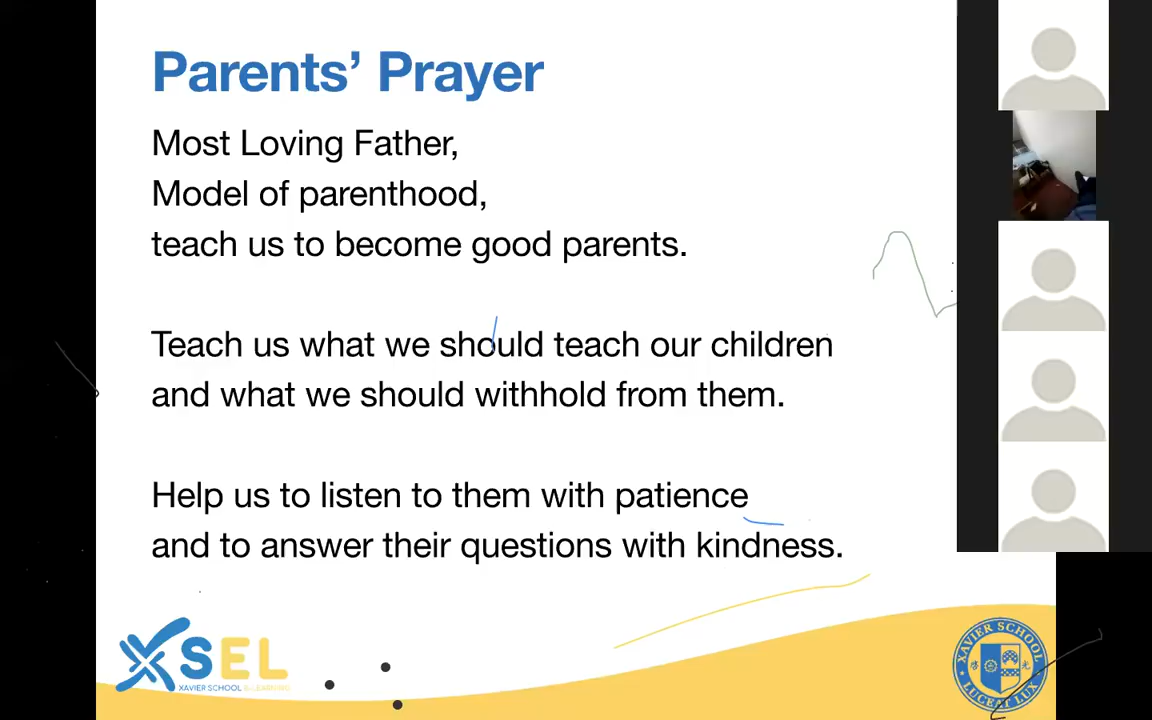 Parents’ Prayer
Most Loving Father,
Model of parenthood,
teach us to become good parents.
Teach us what we should teach our children
and what we should withhold from them.
Help us to listen to them with patience
and to answer their questions with kindness.
XSEL
XAVIER SCHOOL E-LEARNING
XAVIER SCHOOL
LUCEAT LUX